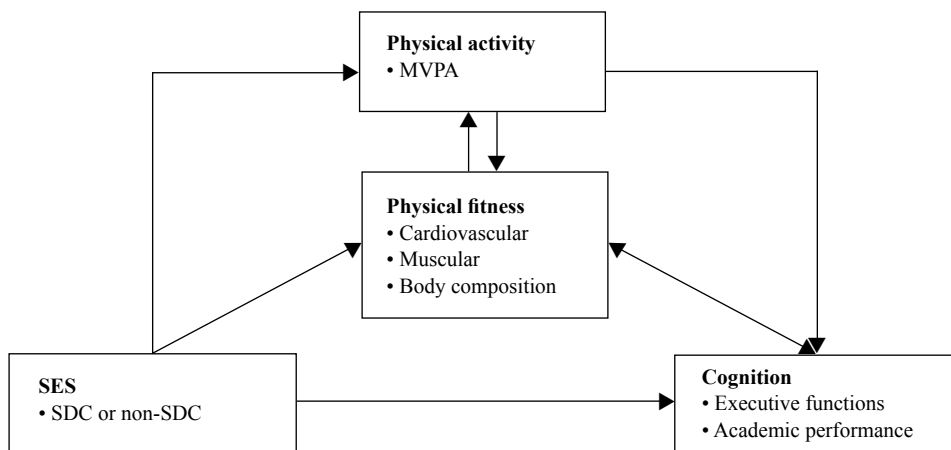 Physical activity
• MVPA
Physical fitness
• Cardiovascular
• Muscular
• Body composition
SES
• SDC or non-SDC
Cognition
• Executive functions
• Academic performance